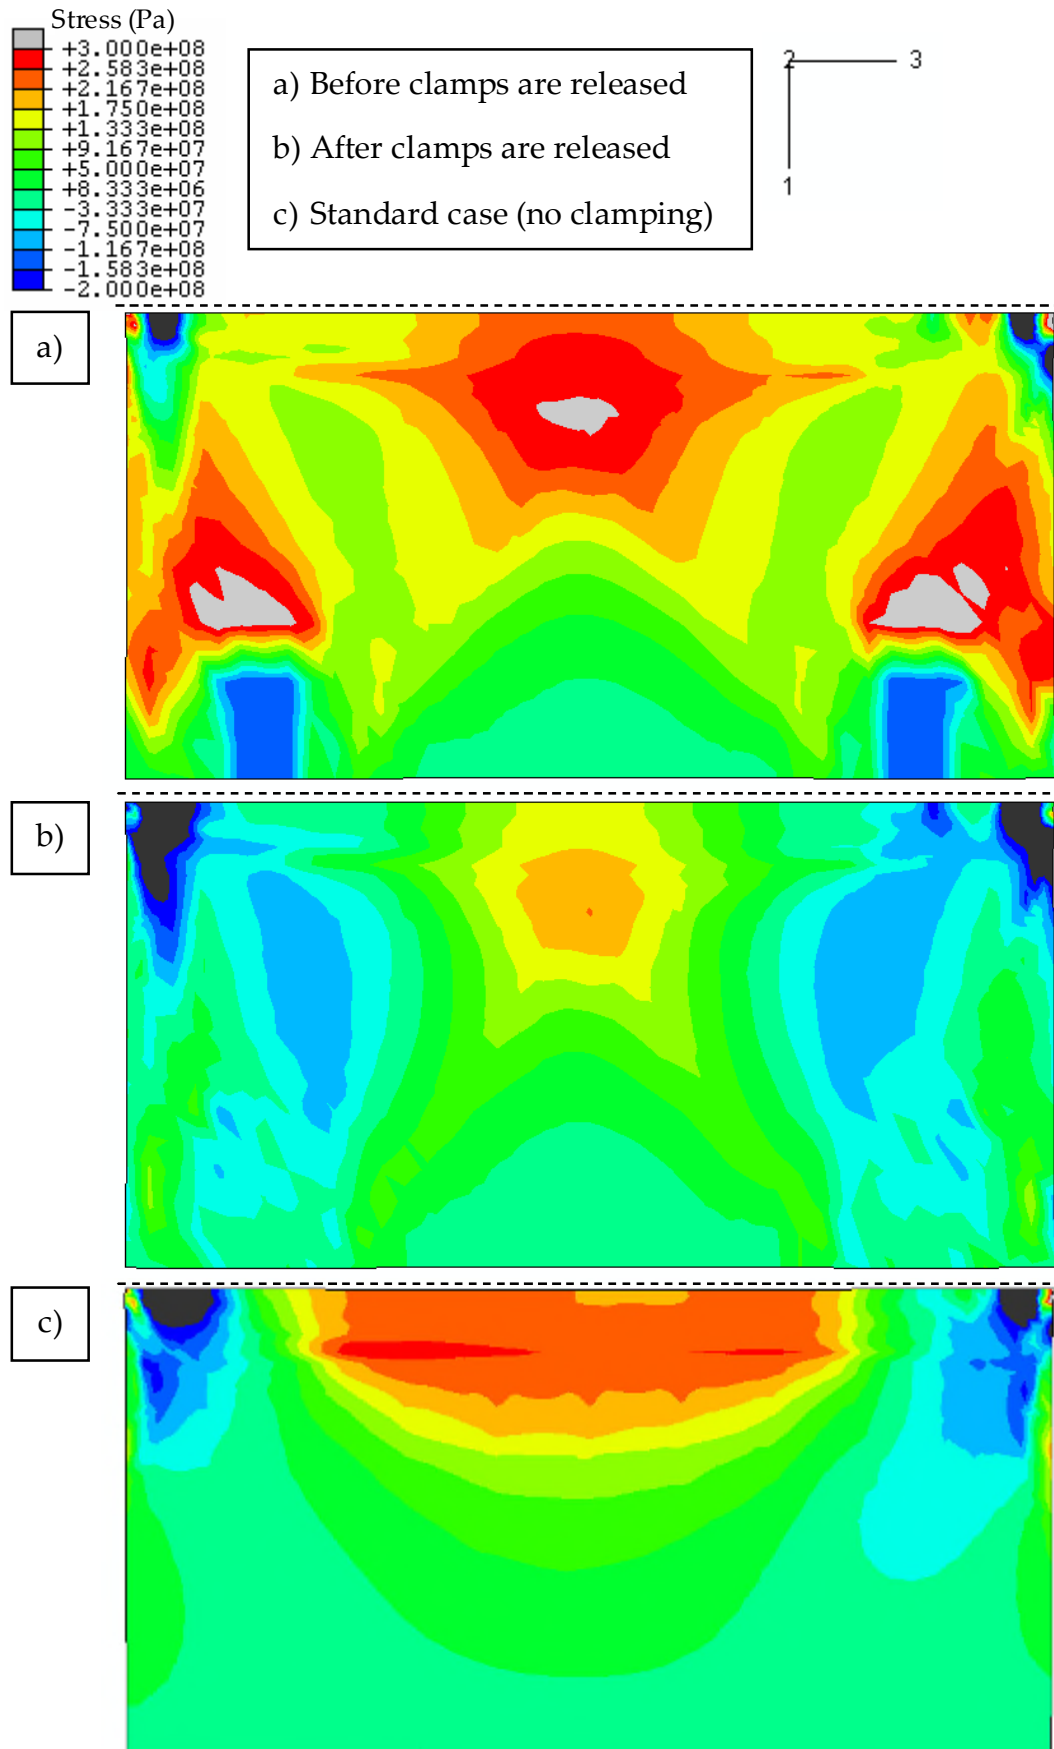 Stress (Pa)
+3.000e+08
+2.583e+08
+2.167e+08
+1.750e+08
+1.333e+08
+9.167e+07
+5.000e+07
+8.333e+06
-3.333e+07
-7.500e+07
-1.167e+08
-1.583e+08
-2.000e+08
a) Before clamps are released
b) After clamps are released
c) Standard case (no clamping)
2
3
1
a)
b)
c)